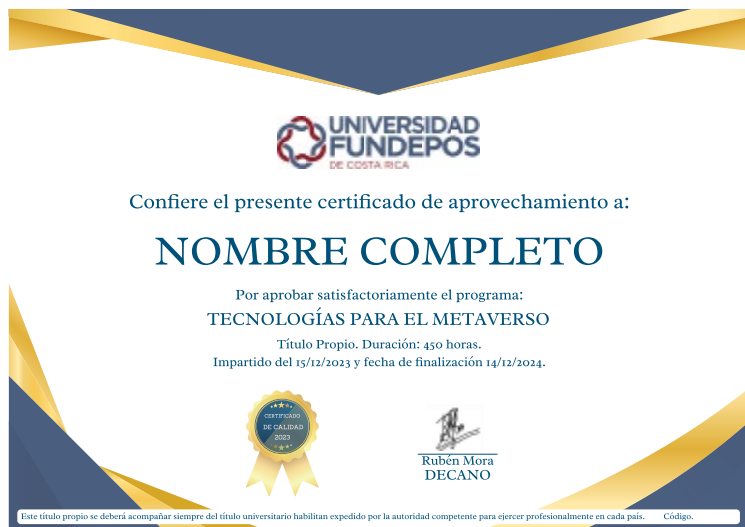 UNIVERSIDAD
FUNDEPOS
DE COSTA RICA
Confiere el presente certificado de aprovechamiento a:
NOMBRE COMPLETO
Por aprobar satisfactoriamente el programa:
TECNOLOGÍAS PARA EL METAVERSO
Título Propio. Duración: 450 horas.
Impartido del 15/12/2023 y fecha de finalización 14/12/2024.
CERTIFICADO
DE CALIDAD
2023
Rubén Mora
DECANO
Este título propio se deberá acompañar siempre del título universitario habilitan expedido por la autoridad competente para ejercer profesionalmente en cada país. Código.